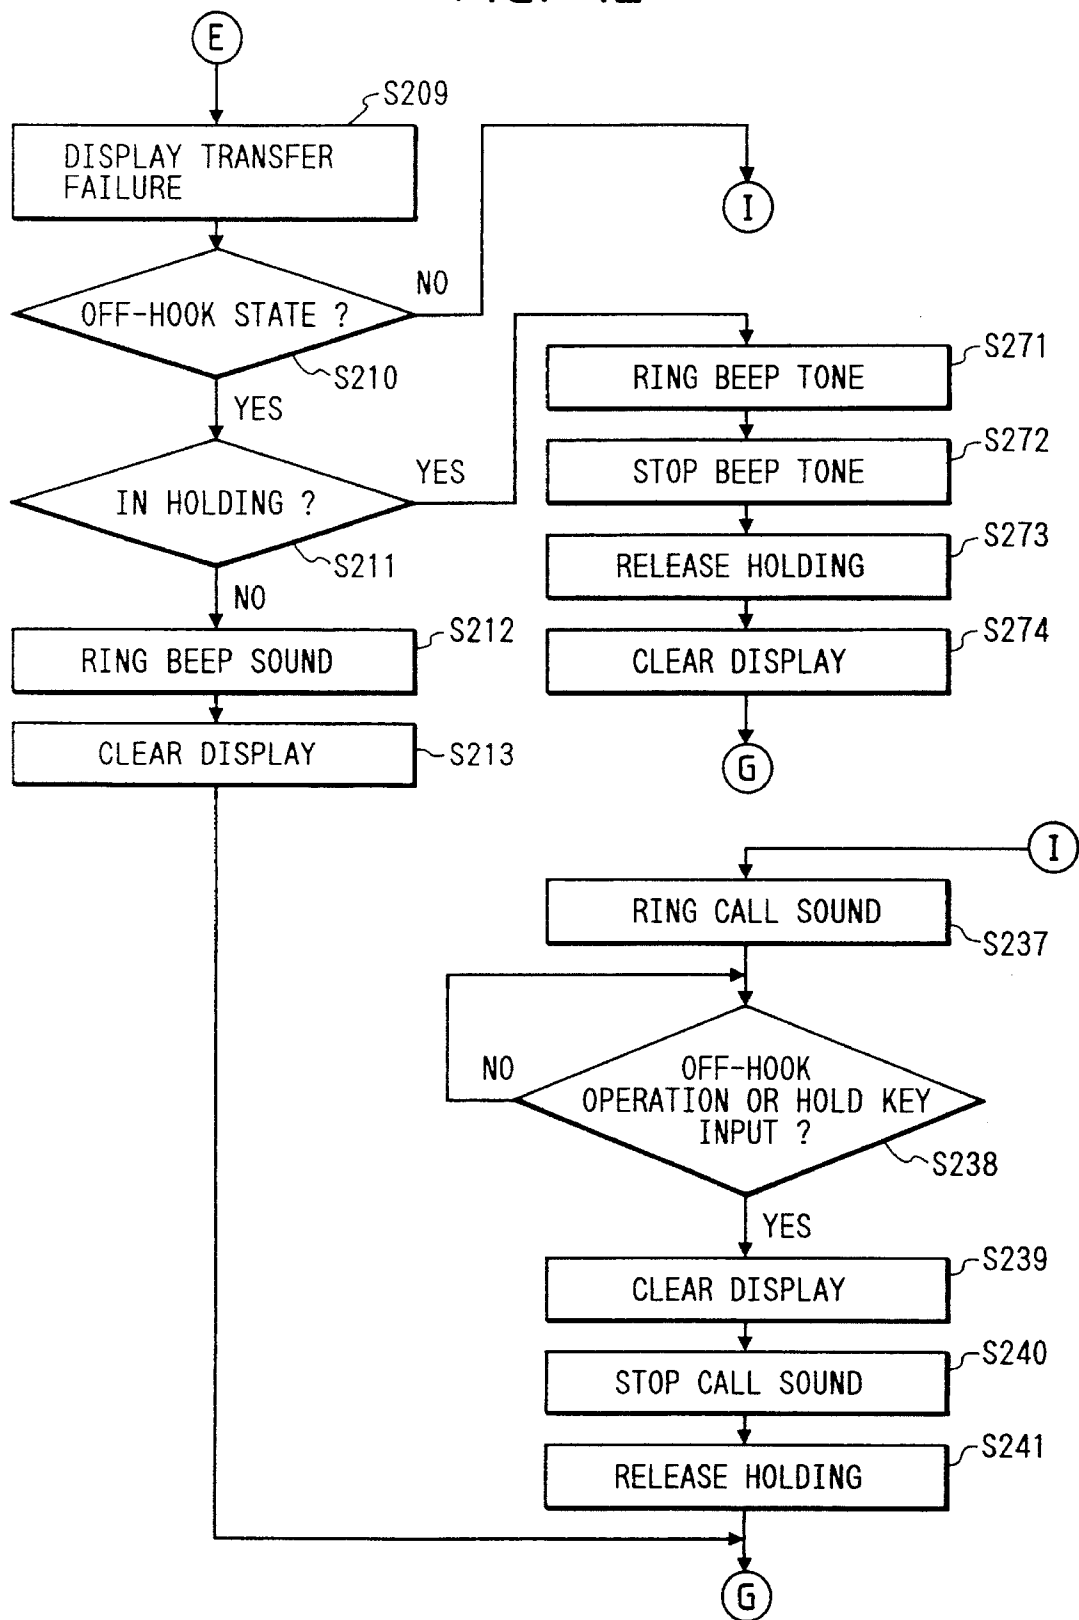 E
S209
DISPLAY TRANSFER
FAILURE
I
NO
OFF-HOOK STATE ?
S210
YES
IN HOLDING ?
YES
S211
NO
RING BEEP SOUND
S212
CLEAR DISPLAY
S213
RING BEEP TONE
S271
STOP BEEP TONE
S272
RELEASE HOLDING
S273
CLEAR DISPLAY
S274
G
I
RING CALL SOUND
S237
NO
OFF-HOOK
OPERATION OR HOLD KEY
INPUT ?
S238
YES
CLEAR DISPLAY
S239
STOP CALL SOUND
S240
RELEASE HOLDING
S241
G